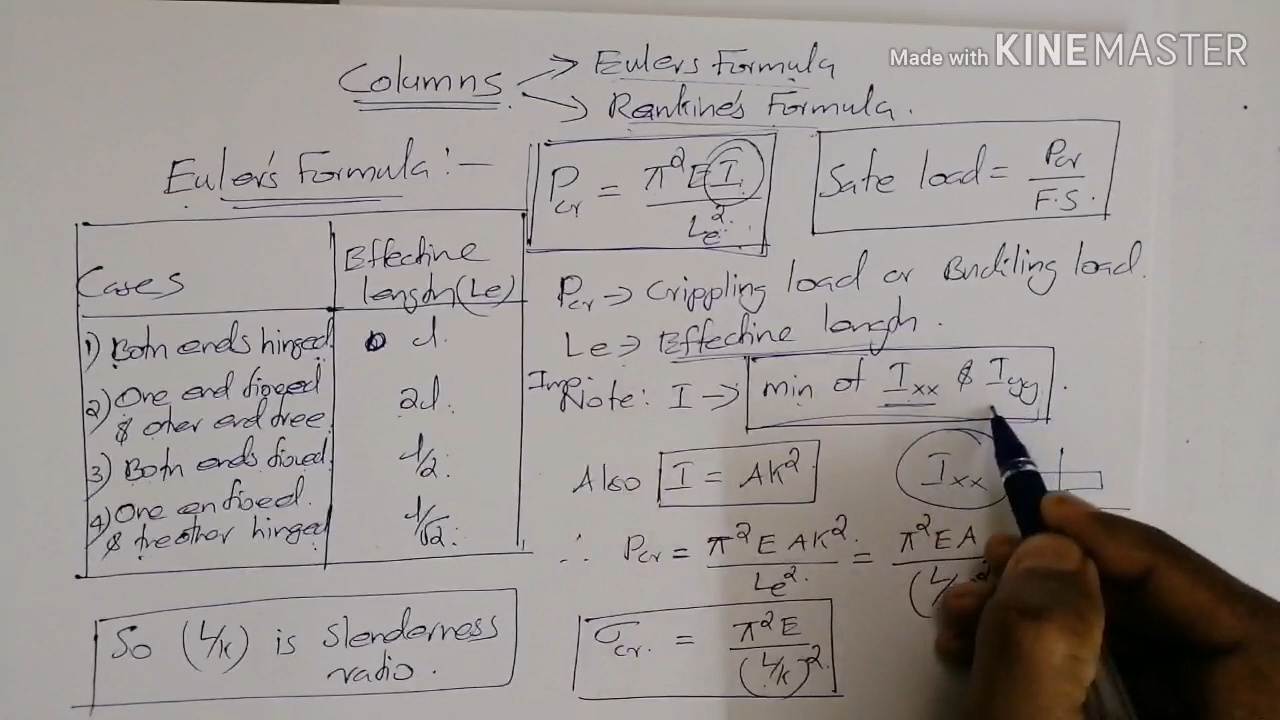 Made with KINEMASTER
Columns → Eulers Formula
→ Rankine's Formula.
Euler's Formula :-
P_cr = π²EI / Le²
Safe load = Pcr / F.S.
Cases | Effective length (Le)
1) Both ends hinged | l.
2) One end fixed & other end free | 2l.
3) Both ends fixed | l/2.
4) One end fixed. & the other hinged | l/√2.
Pcr → Crippling load or Buckling load.
Le → Effective length.
Imp:
Note: I → min of Ixx & Iyy.
Also I = AK²
Ixx
∴ Pcr = π²EAK² / Le² = π²EA / (L/
So (L/K) is slenderness ratio.
σcr. = π²E / (L/K)².